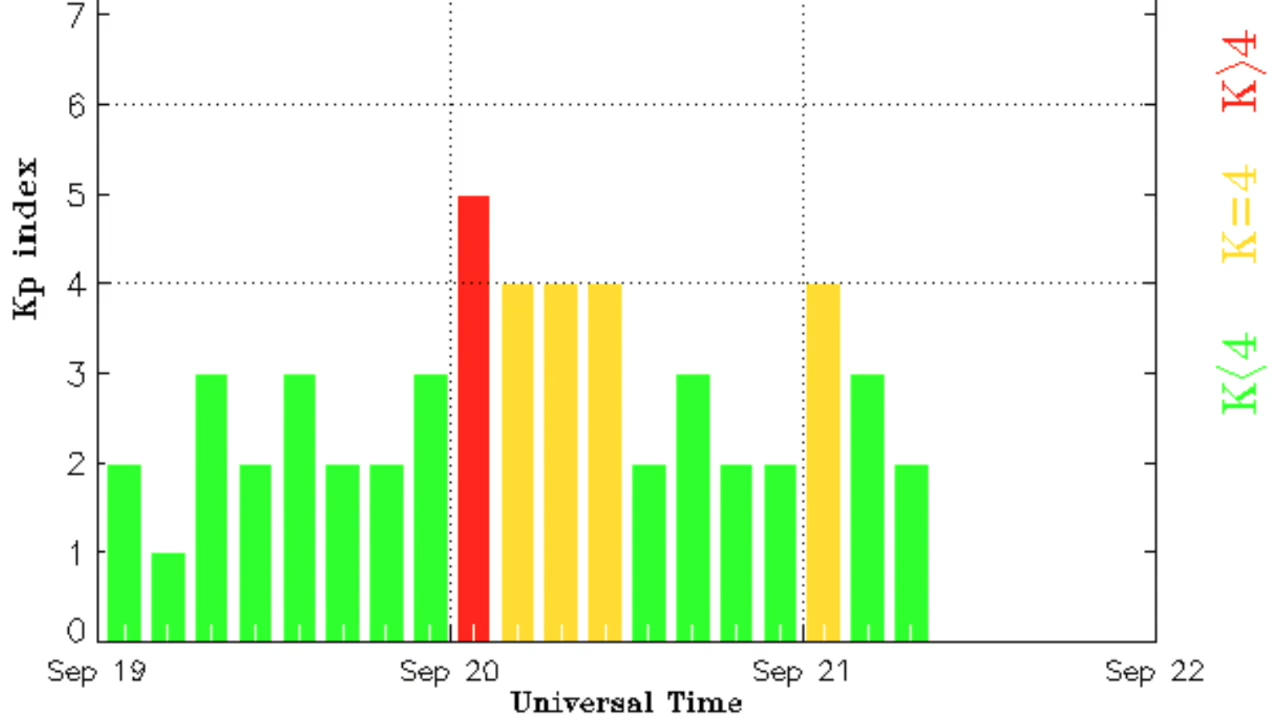 7
6
5
4
3
2
1
0
Kp index
Sep 19
Sep 20
Sep 21
Sep 22
Universal Time
K>4
K=4
K<4